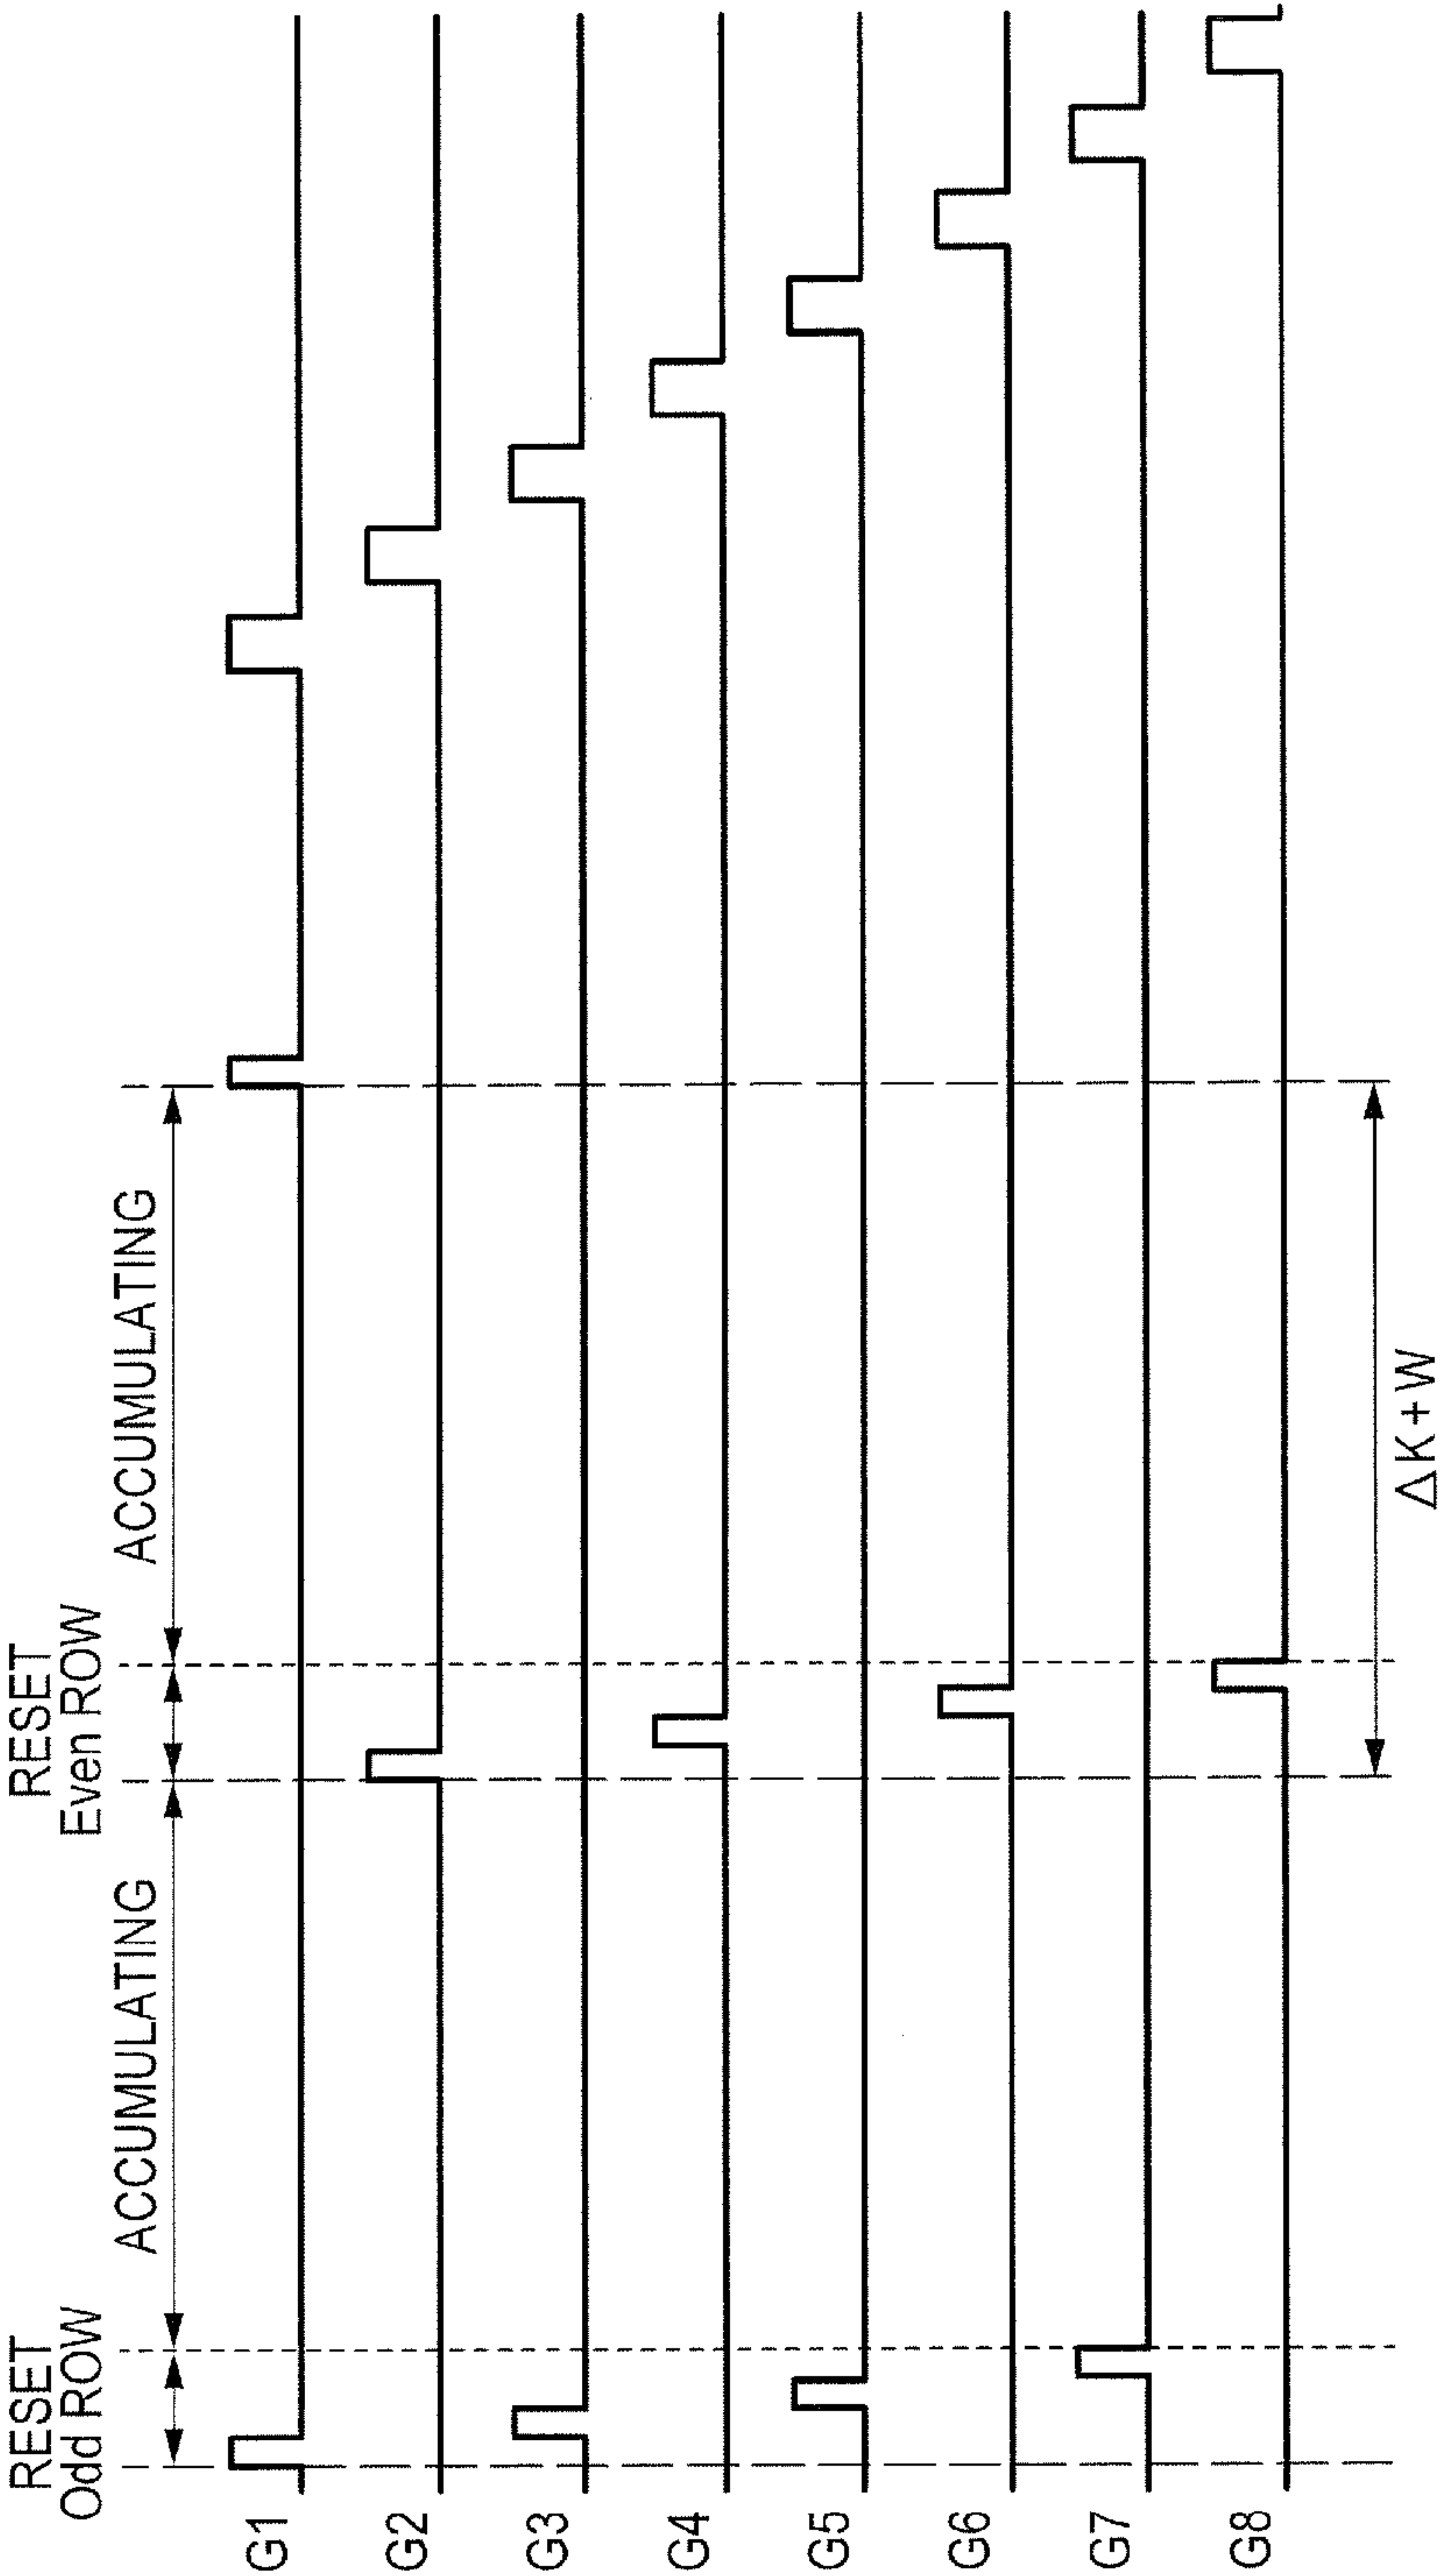 RESET
Odd ROW
ACCUMULATING
RESET
Even ROW
ACCUMULATING
G1
G2
G3
G4
G5
G6
G7
G8
ΔK+W